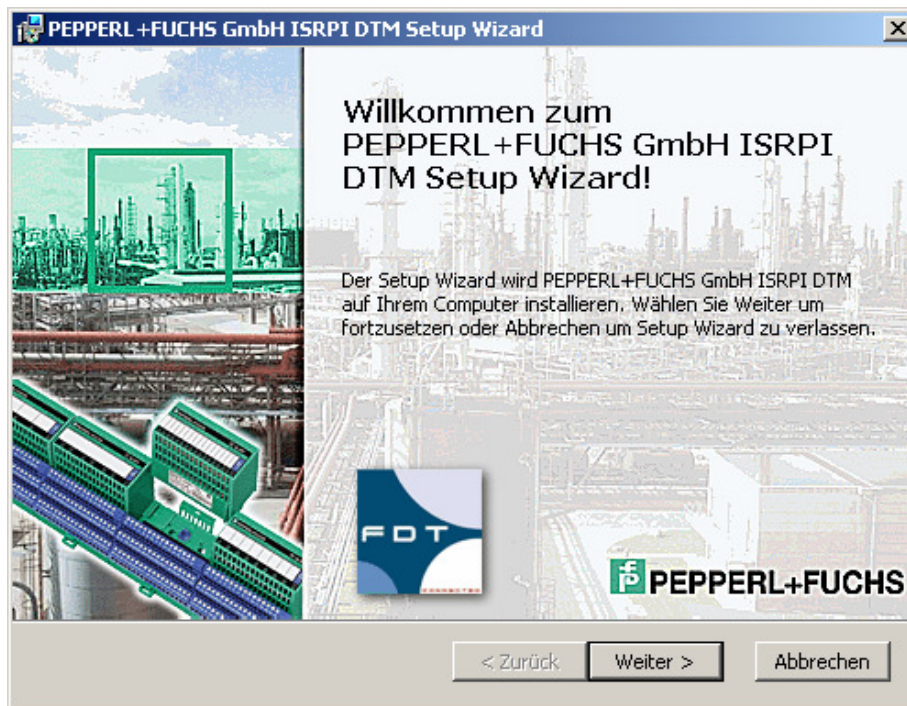 PEPPERL+FUCHS GmbH ISRPI DTM Setup Wizard
Willkommen zum
PEPPERL+FUCHS GmbH ISRPI
DTM Setup Wizard!
Der Setup Wizard wird PEPPERL+FUCHS GmbH ISRPI DTM
auf Ihrem Computer installieren. Wählen Sie Weiter um
fortzusetzen oder Abbrechen um Setup Wizard zu verlassen.
FDT
CONNECTED
PEPPERL+FUCHS
< Zurück
Weiter >
Abbrechen